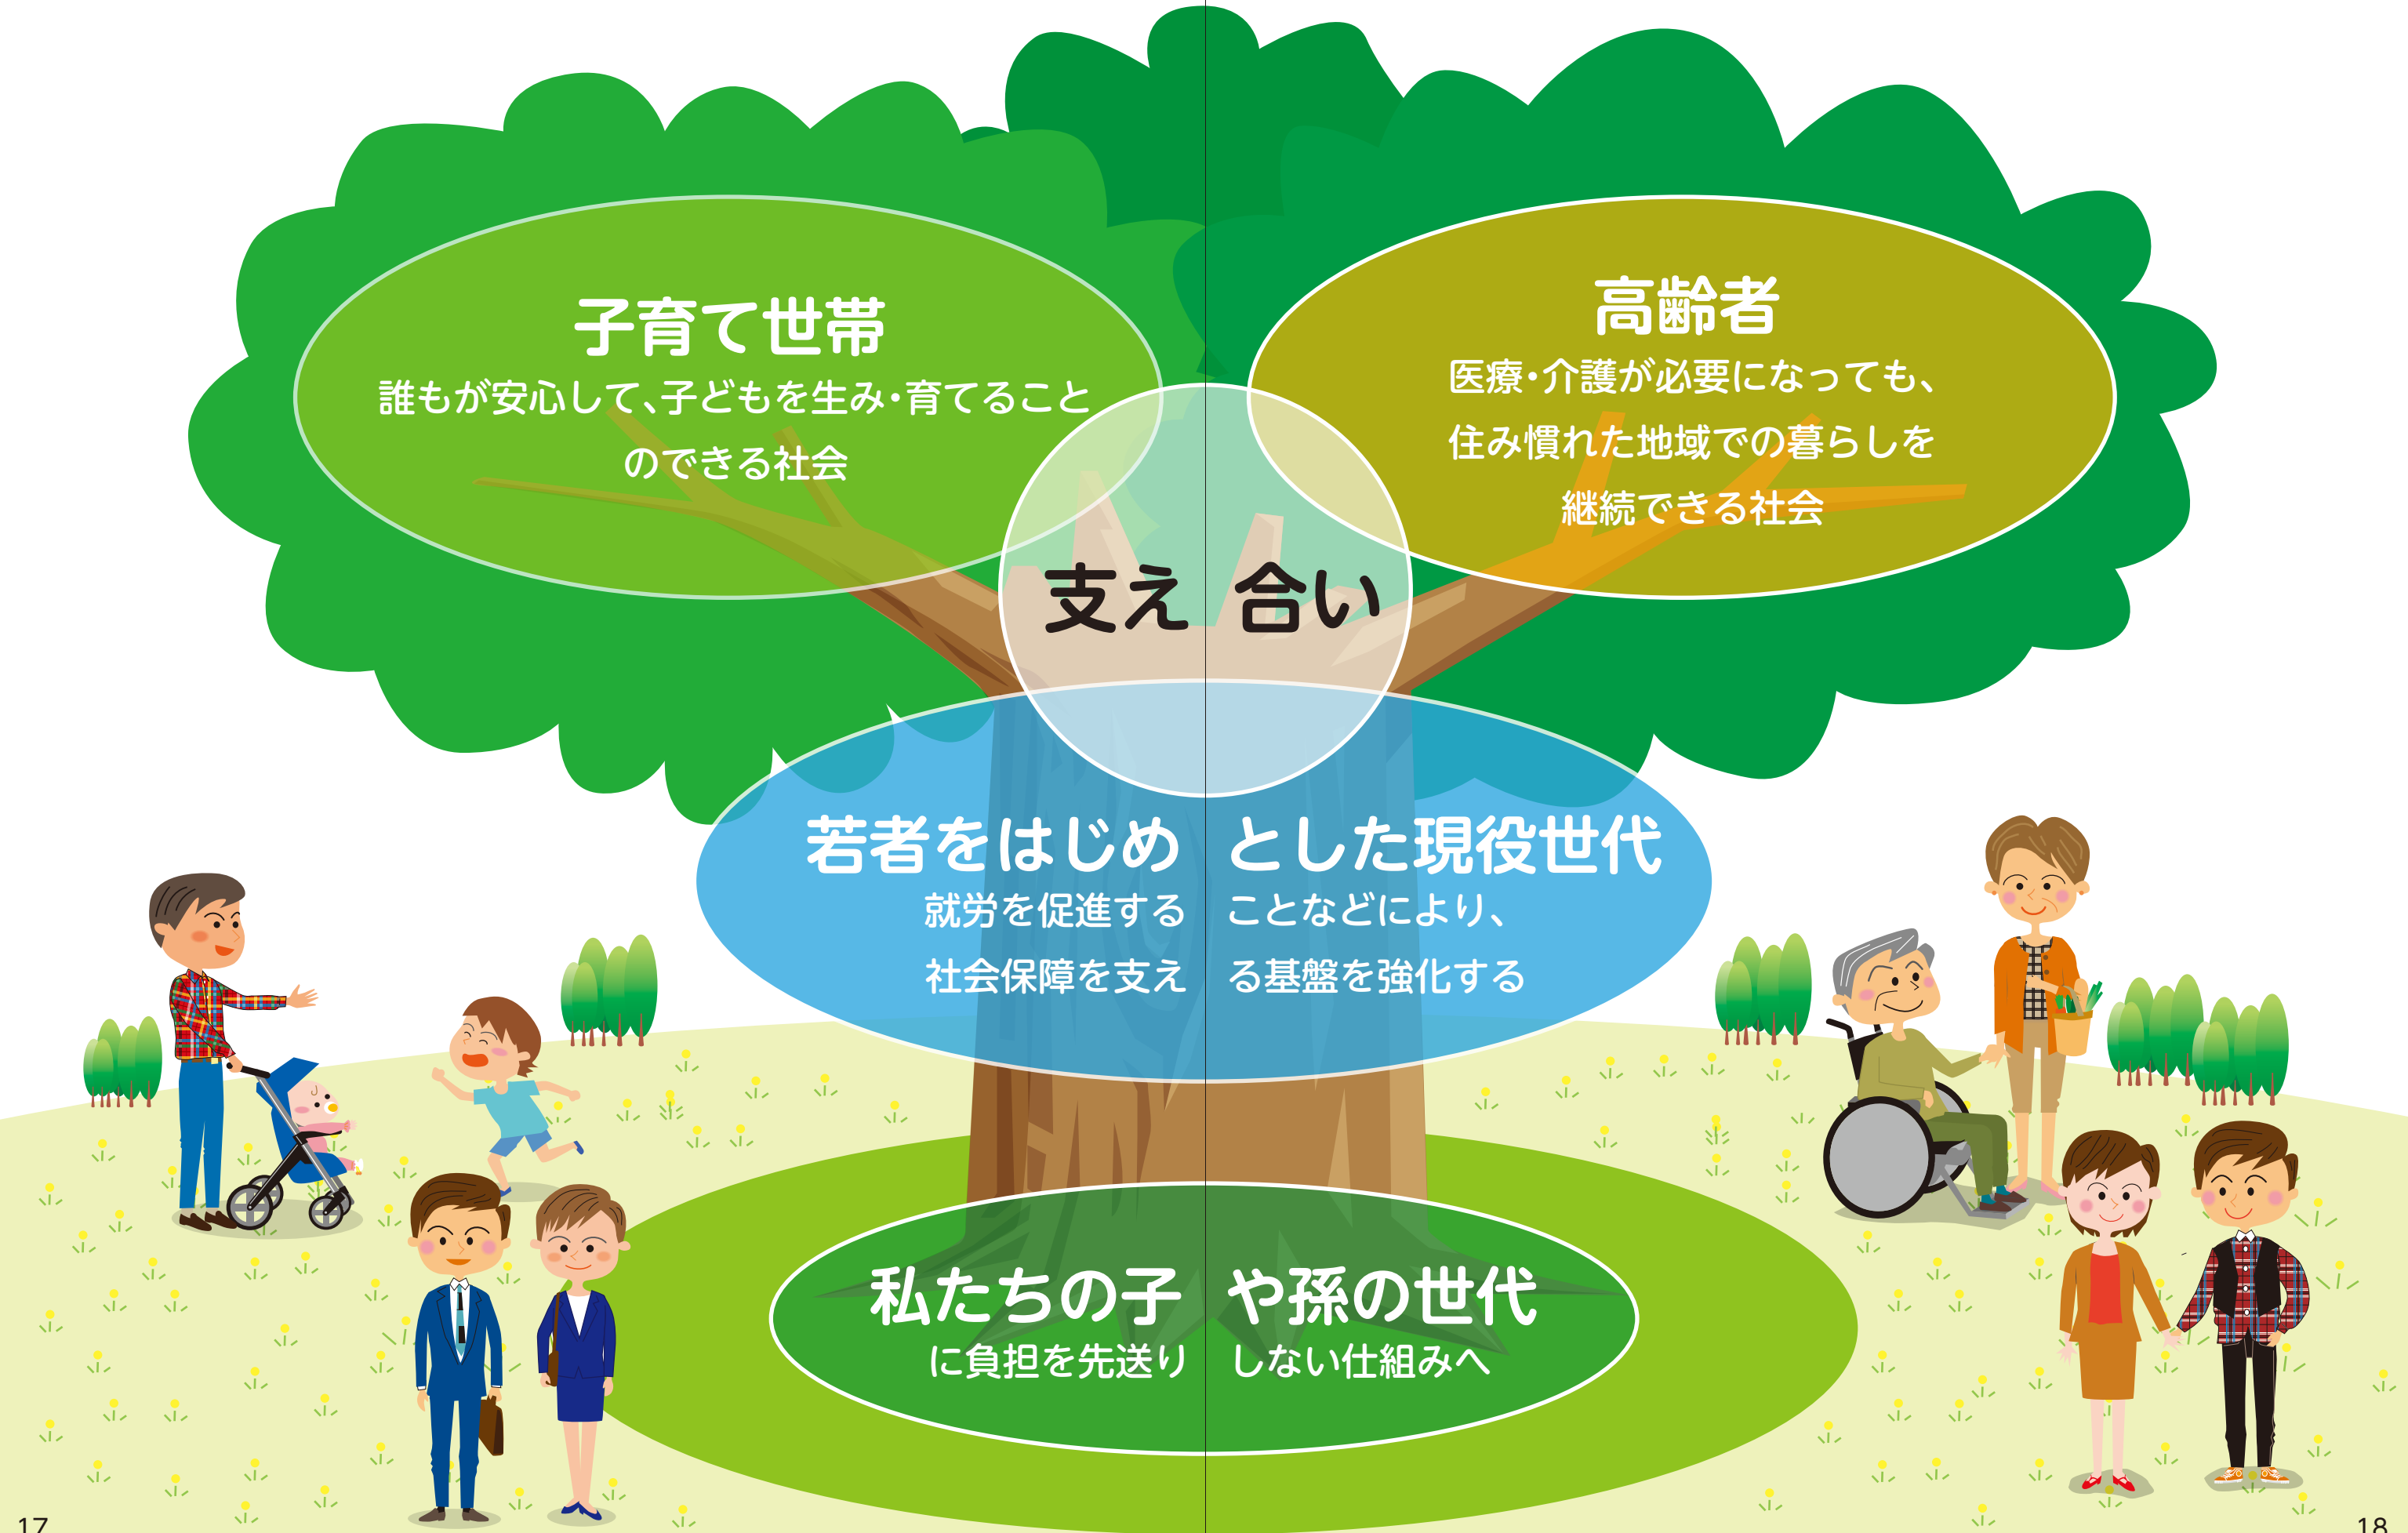 子育て世帯
誰もが安心して、子どもを生み・育てること
のできる社会
高齢者
医療・介護が必要になっても、
住み慣れた地域での暮らしを
継続できる社会
支え合い
若者をはじめとした現役世代
就労を促進することなどにより、
社会保障を支える基盤を強化する
私たちの子や孫の世代
に負担を先送りしない仕組みへ
17
18